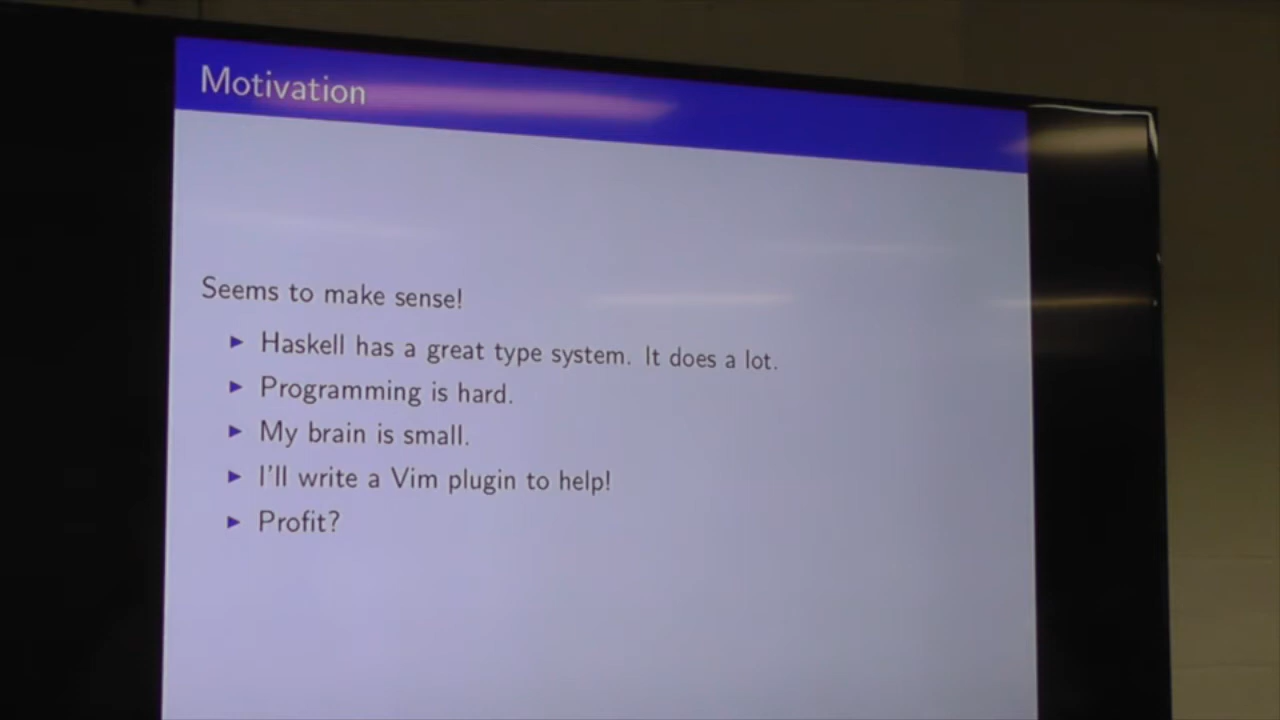 Motivation
Seems to make sense!
▶ Haskell has a great type system. It does a lot.
▶ Programming is hard.
▶ My brain is small.
▶ I'll write a Vim plugin to help!
▶ Profit?